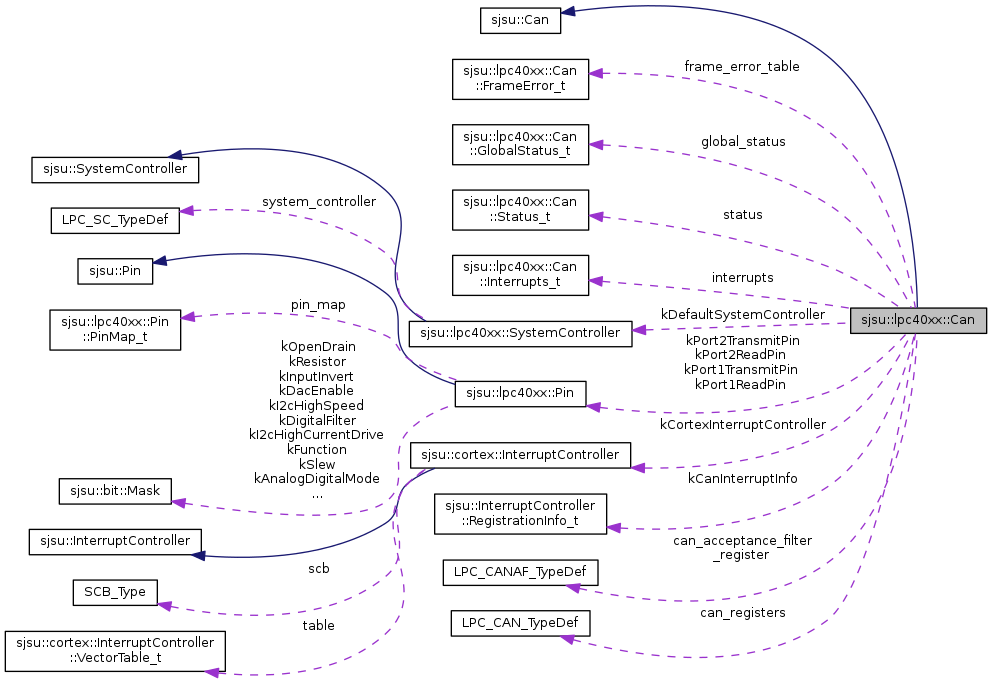 sjsu::Can
sjsu::lpc40xx::Can
::FrameError_t
frame_error_table
sjsu::lpc40xx::Can
::GlobalStatus_t
global_status
sjsu::SystemController
sjsu::lpc40xx::Can
::Status_t
status
system_controller
LPC_SC_TypeDef
sjsu::Pin
sjsu::lpc40xx::Can
::Interrupts_t
interrupts
pin_map
sjsu::lpc40xx::Pin
::PinMap_t
sjsu::lpc40xx::SystemController
kDefaultSystemController
sjsu::lpc40xx::Can
kPort2TransmitPin
kPort2ReadPin
kPort1TransmitPin
kPort1ReadPin
kOpenDrain
kResistor
kInputInvert
kDacEnable
kI2cHighSpeed
kDigitalFilter
kI2cHighCurrentDrive
kFunction
kSlew
kAnalogDigitalMode
...
sjsu::lpc40xx::Pin
kCortexInterruptController
sjsu::cortex::InterruptController
kCanInterruptInfo
sjsu::bit::Mask
sjsu::InterruptController
::RegistrationInfo_t
sjsu::InterruptController
can_acceptance_filter
_register
scb
LPC_CANAF_TypeDef
SCB_Type
can_registers
LPC_CAN_TypeDef
table
sjsu::cortex::InterruptController
::VectorTable_t